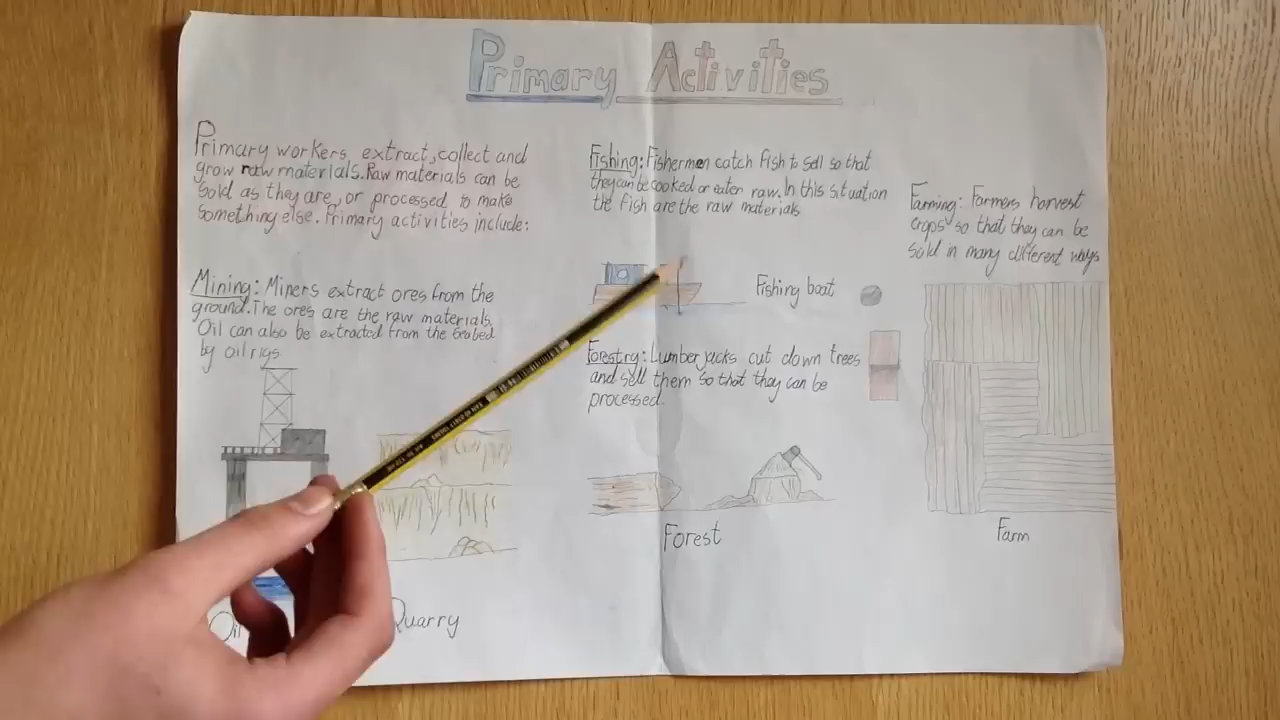 Primary Activities
Primary workers extract, collect and
grow raw materials. Raw materials can be
sold as they are, or processed to make
something else. Primary activities include:
Mining: Miners extract ores from the
ground. The ores are the raw materials.
Oil can also be extracted from the seabed
by oil rigs
Oil
Quarry
Fishing: Fishermen catch fish to sell so that
they can be cooked or eaten raw. In this situation
the fish are the raw materials
Fishing boat
Forestry: Lumberjacks cut down trees
and sell them so that they can be
processed.
Forest
Farming: Farmers harvest
crops so that they can be
sold in many different ways
Farm